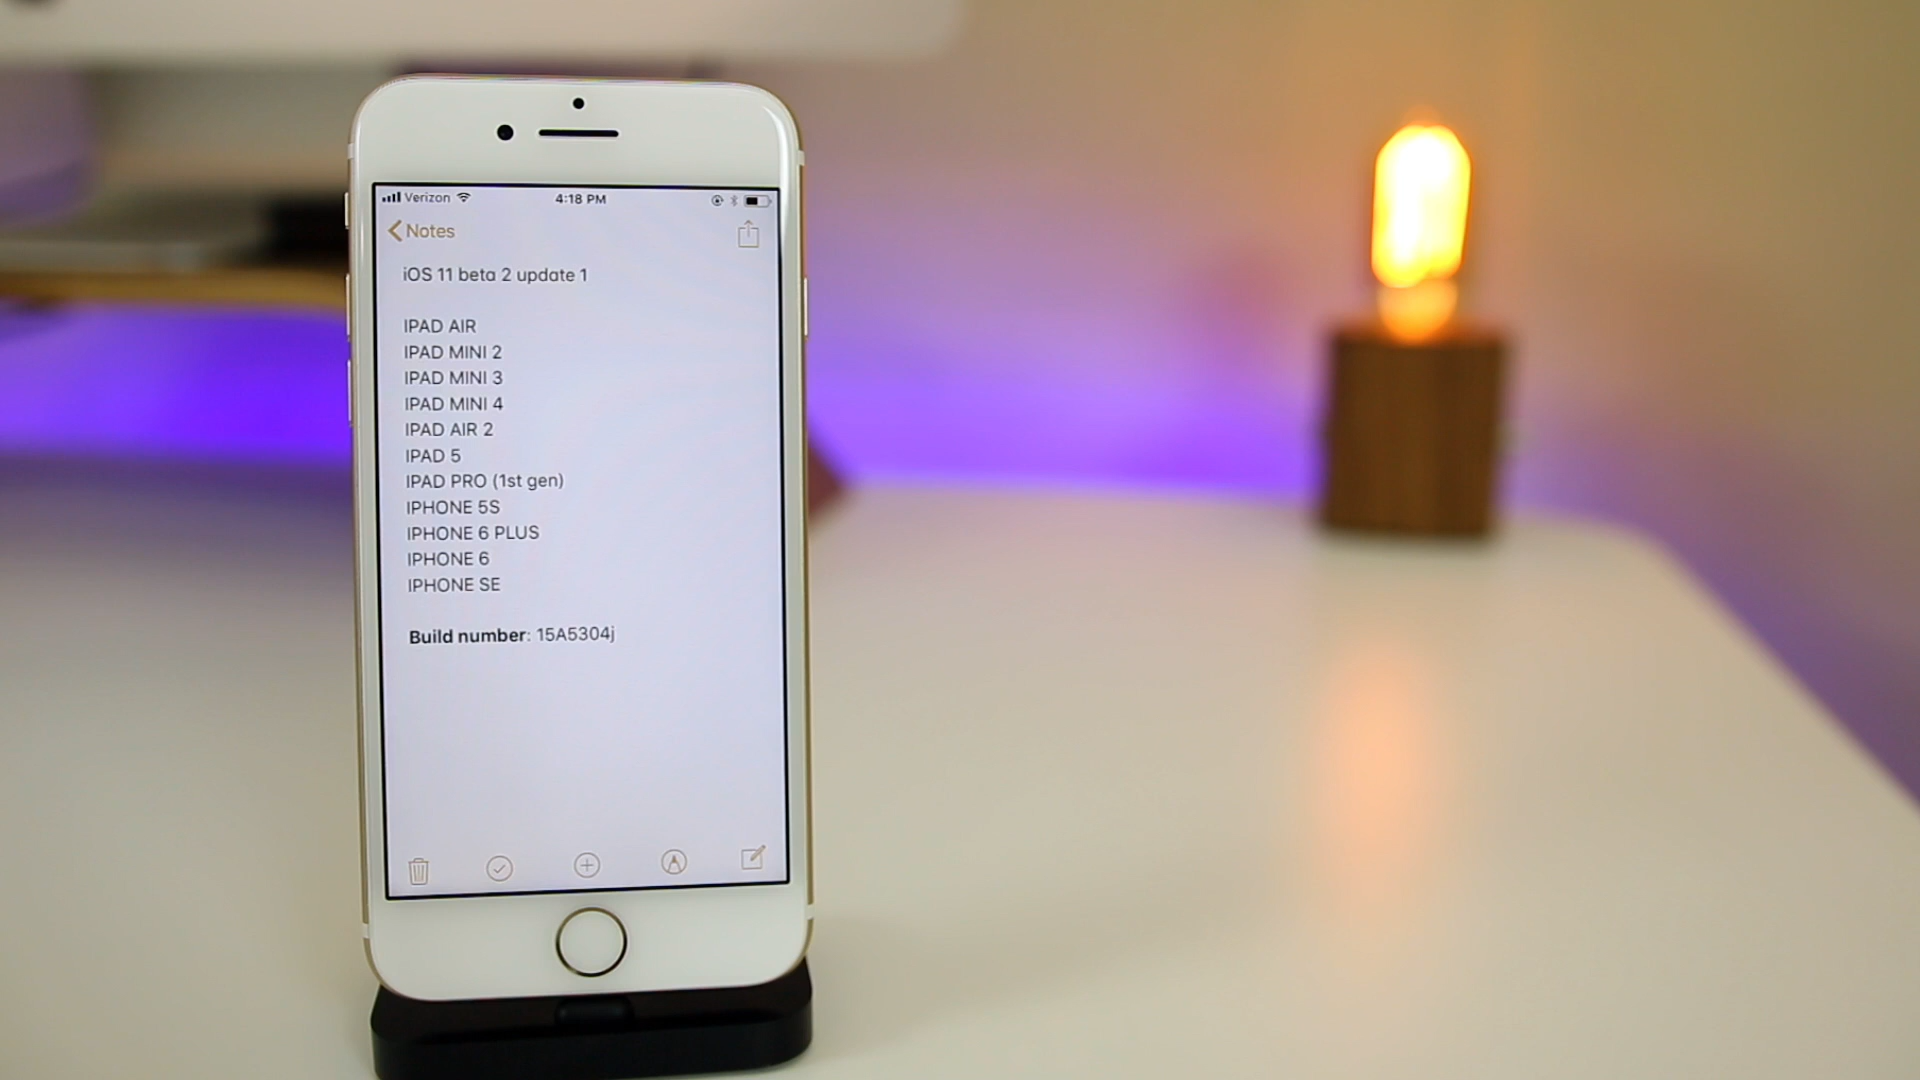 Verizon 4:18 PM
Notes
iOS 11 beta 2 update 1
IPAD AIR
IPAD MINI 2
IPAD MINI 3
IPAD MINI 4
IPAD AIR 2
IPAD 5
IPAD PRO (1st gen)
IPHONE 5S
IPHONE 6 PLUS
IPHONE 6
IPHONE SE
Build number: 15A5304j